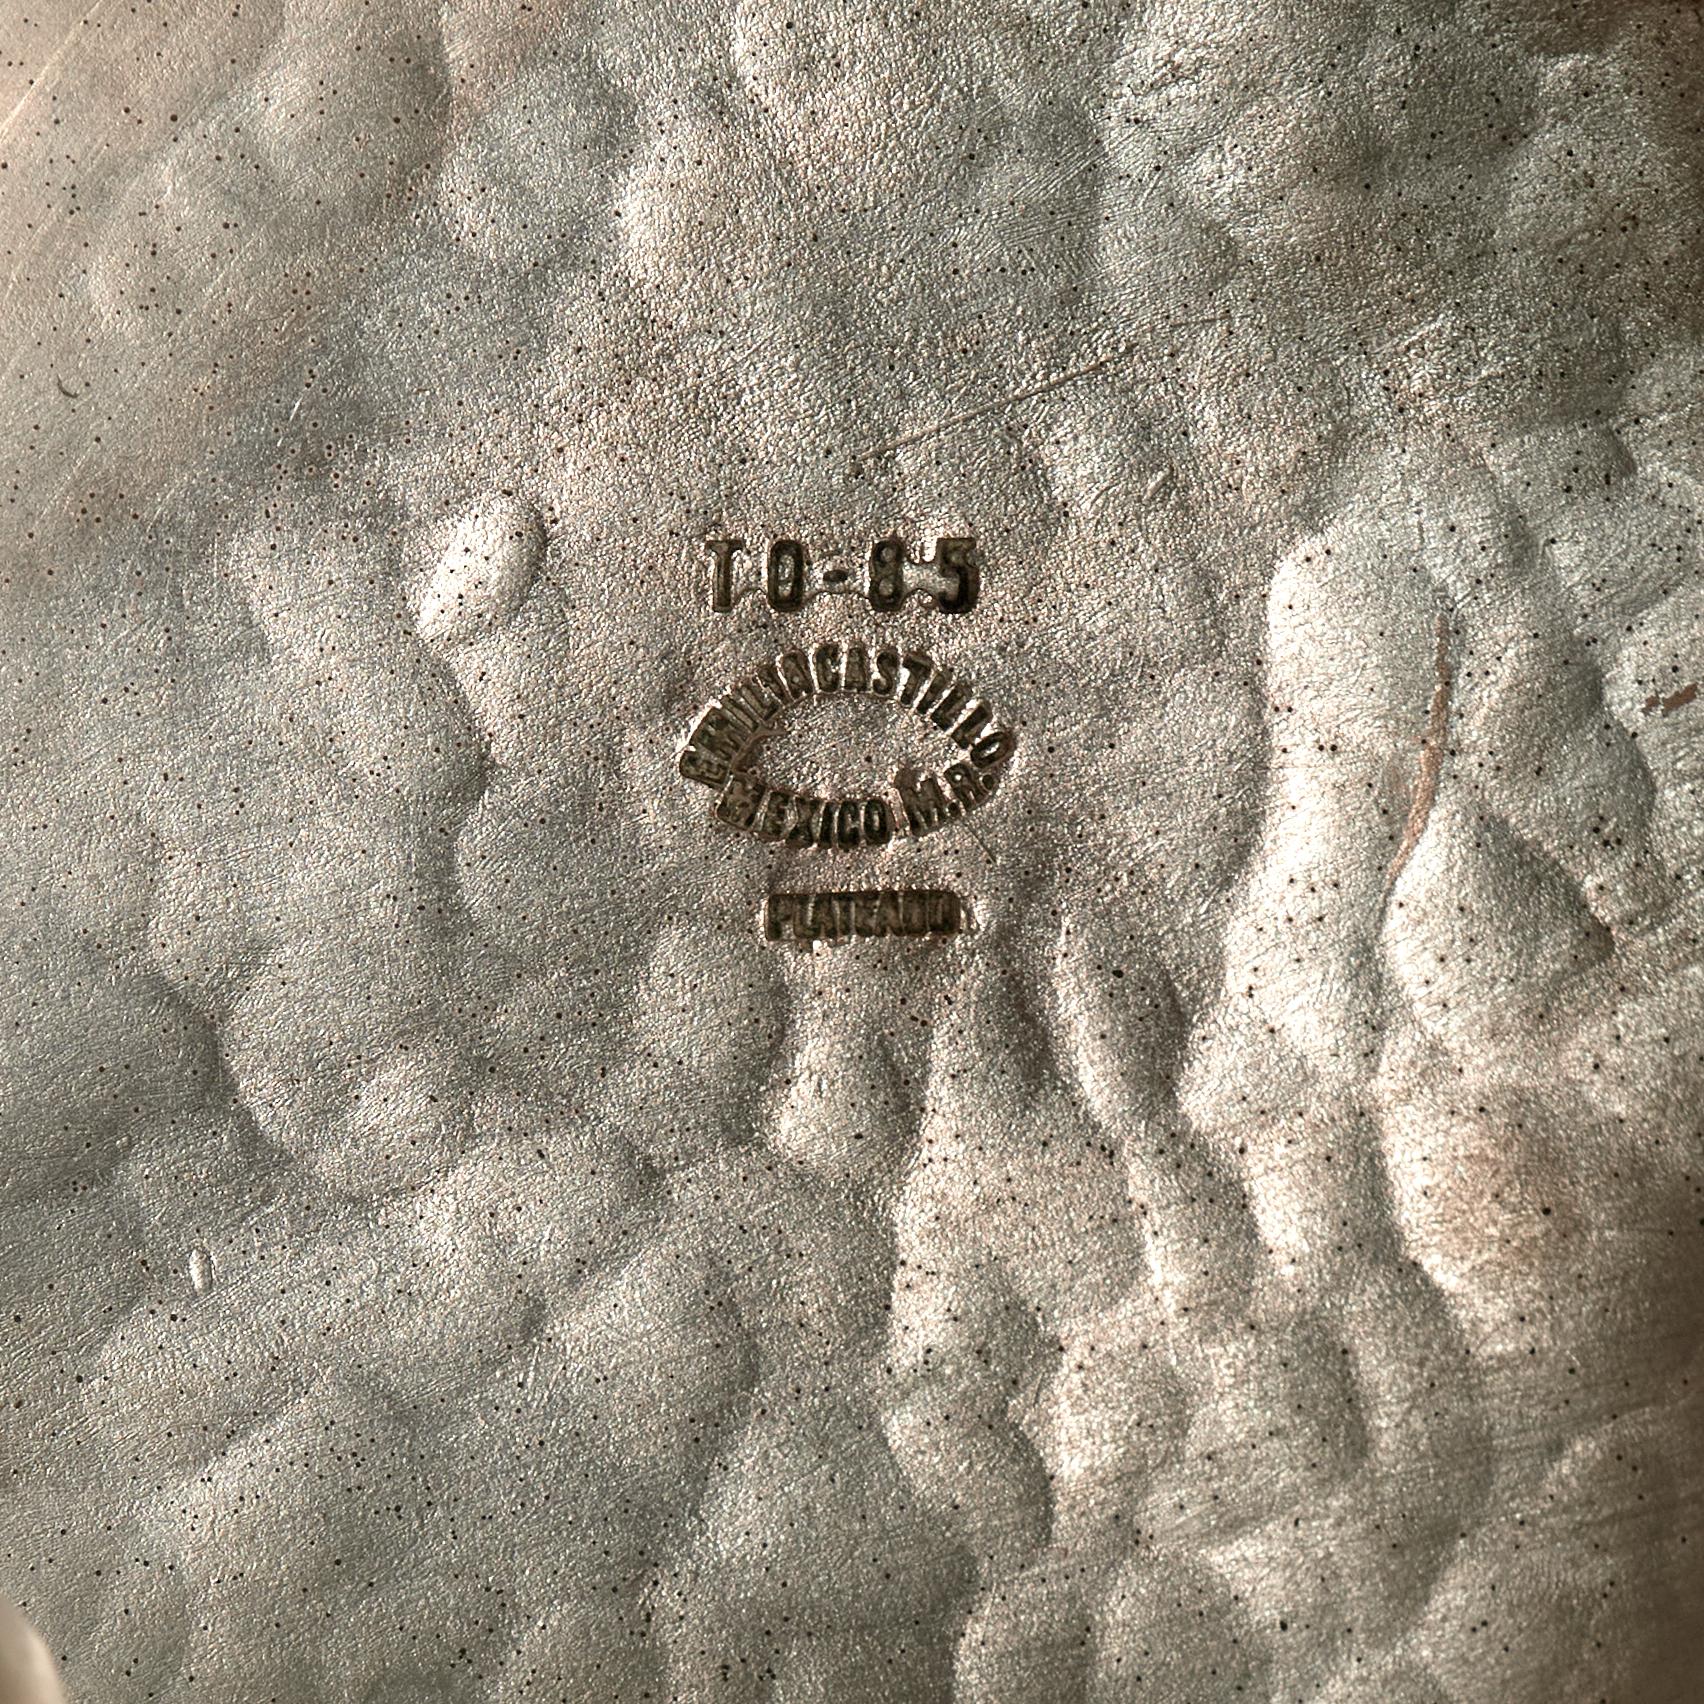 TO-85
EMILIA CASTILLO
MEXICO M.R.
PLATEADO